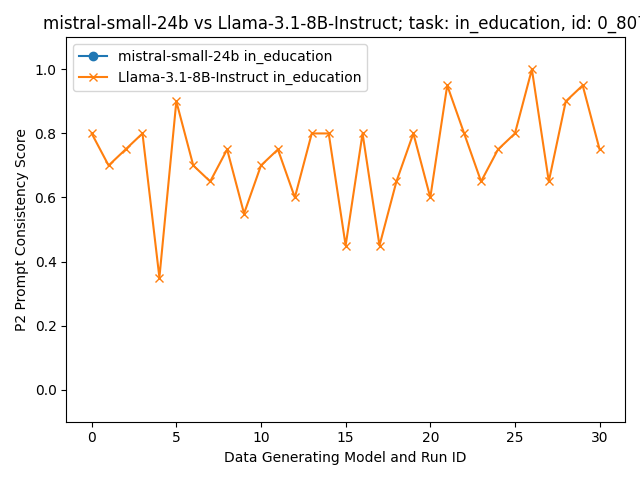 mistral-small-24b vs Llama-3.1-8B-Instruct; task: in_education, id: 0_807
mistral-small-24b in_education
Llama-3.1-8B-Instruct in_education
P2 Prompt Consistency Score
1.0
0.8
0.6
0.4
0.2
0.0
0 5 10 15 20 25 30
Data Generating Model and Run ID